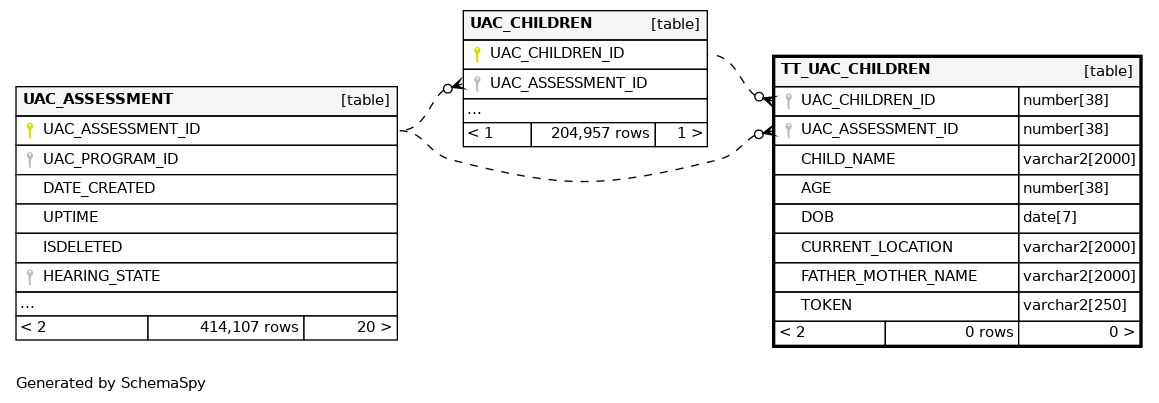 UAC_CHILDREN [table]
UAC_CHILDREN_ID
UAC_ASSESSMENT_ID
...
< 1 204,957 rows 1 >
UAC_ASSESSMENT [table]
UAC_ASSESSMENT_ID
UAC_PROGRAM_ID
DATE_CREATED
UPTIME
ISDELETED
HEARING_STATE
...
< 2 414,107 rows 20 >
TT_UAC_CHILDREN [table]
UAC_CHILDREN_ID number[38]
UAC_ASSESSMENT_ID number[38]
CHILD_NAME varchar2[2000]
AGE number[38]
DOB date[7]
CURRENT_LOCATION varchar2[2000]
FATHER_MOTHER_NAME varchar2[2000]
TOKEN varchar2[250]
< 2 0 rows 0 >
Generated by SchemaSpy